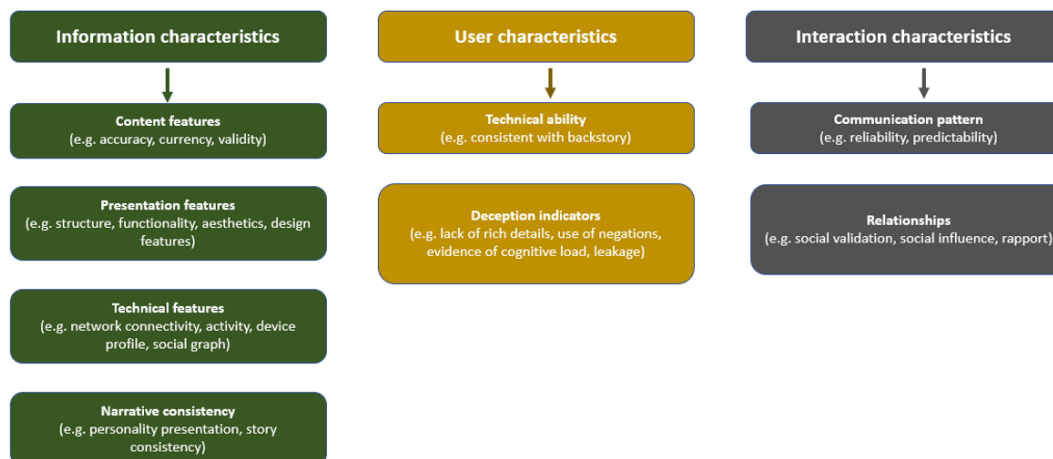 Information characteristics
Content features
(e.g. accuracy, currency, validity)
Presentation features
(e.g. structure, functionality, aesthetics, design
features)
Technical features
(e.g. network connectivity, activity, device
profile, social graph)
Narrative consistency
(e.g. personality presentation, story
consistency)
User characteristics
Technical ability
(e.g. consistent with backstory)
Deception indicators
(e.g. lack of rich details, use of negations,
evidence of cognitive load, leakage)
Interaction characteristics
Communication pattern
(e.g. reliability, predictability)
Relationships
(e.g. social validation, social influence, rapport)